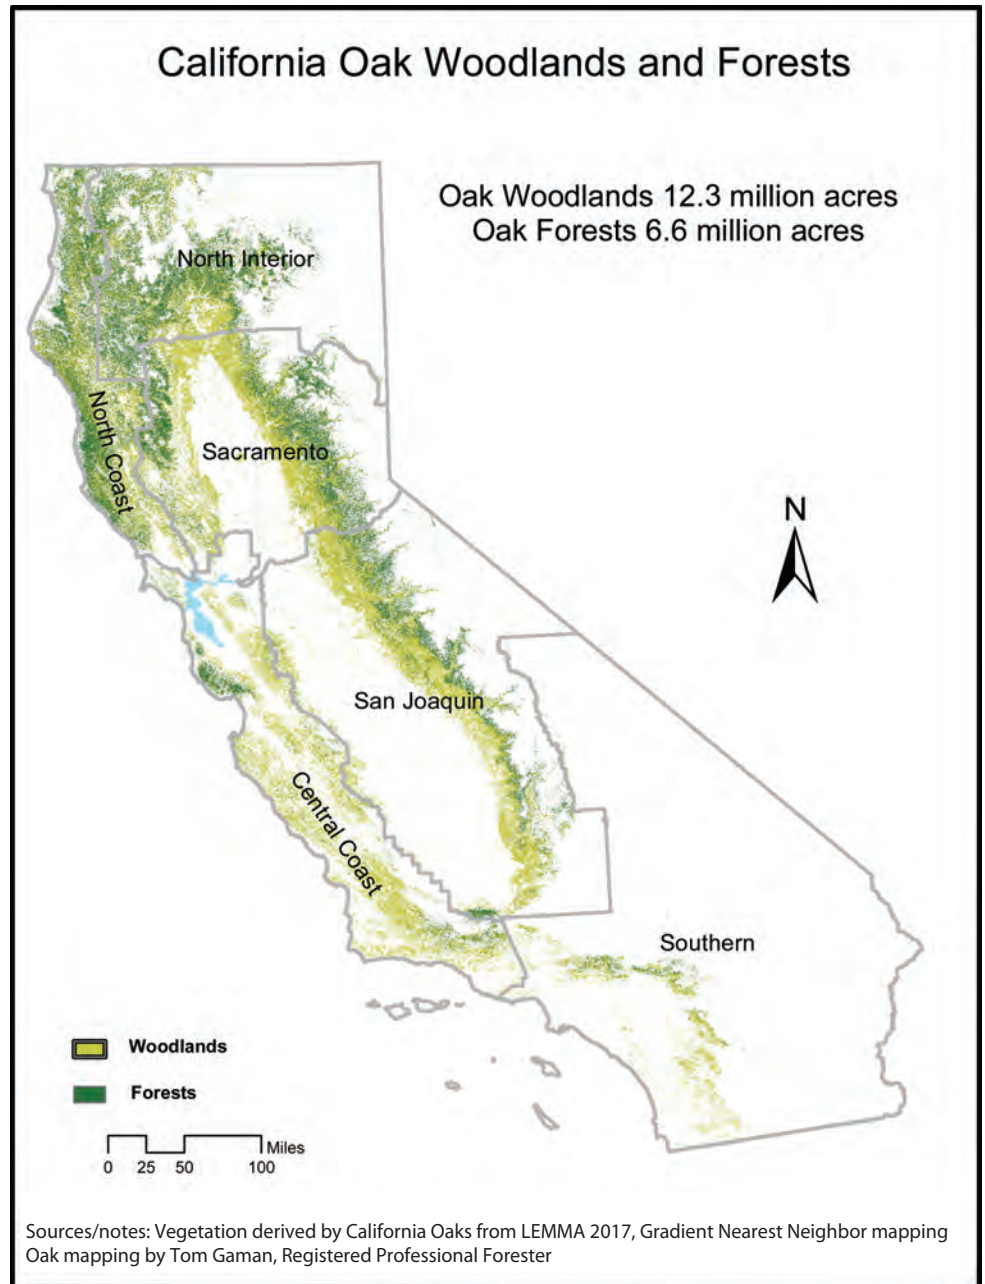 California Oak Woodlands and Forests
Oak Woodlands 12.3 million acres
Oak Forests 6.6 million acres
North Interior
North Coast
Sacramento
N
San Joaquin
Central Coast
Southern
Woodlands
Forests
Miles
0 25 50 100
Sources/notes: Vegetation derived by California Oaks from LEMMA 2017, Gradient Nearest Neighbor mapping
Oak mapping by Tom Gaman, Registered Professional Forester